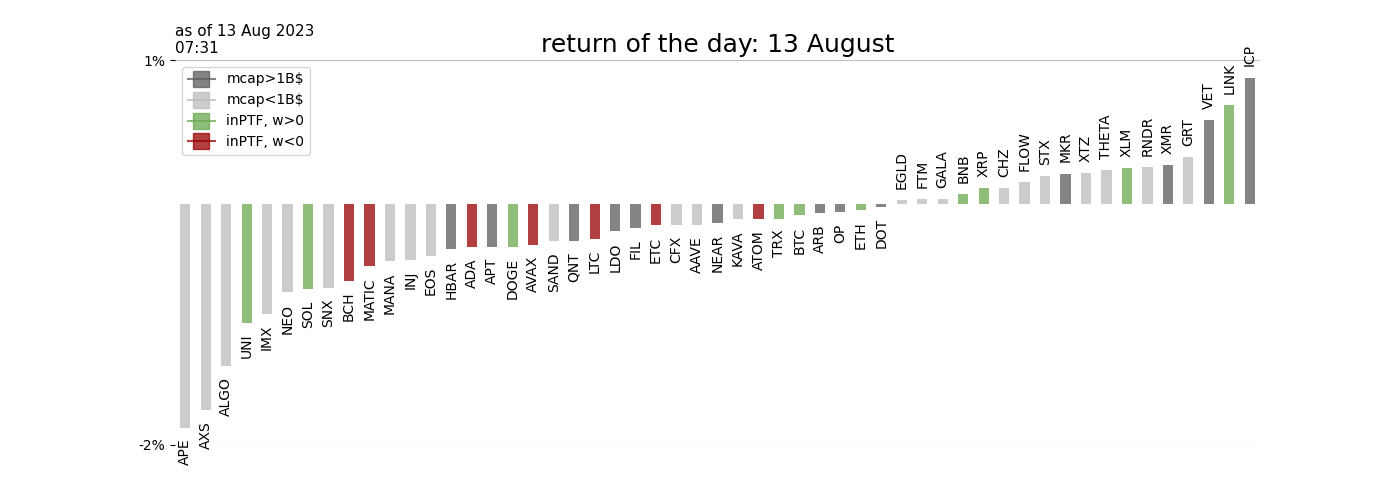 as of 13 Aug 2023
07:31
return of the day: 13 August
1%
mcap>1B$
mcap<1B$
inPTF, w>0
inPTF, w<0
-2%
APE
AXS
ALGO
UNI
IMX
NEO
SOL
SNX
BCH
MATIC
MANA
INJ
EOS
HBAR
ADA
APT
DOGE
AVAX
SAND
QNT
LTC
LDO
FIL
ETC
CFX
AAVE
NEAR
KAVA
ATOM
TRX
BTC
ARB
OP
ETH
DOT
EGLD
FTM
GALA
BNB
XRP
CHZ
FLOW
STX
MKR
XTZ
THETA
XLM
RNDR
XMR
GRT
VET
LINK
ICP